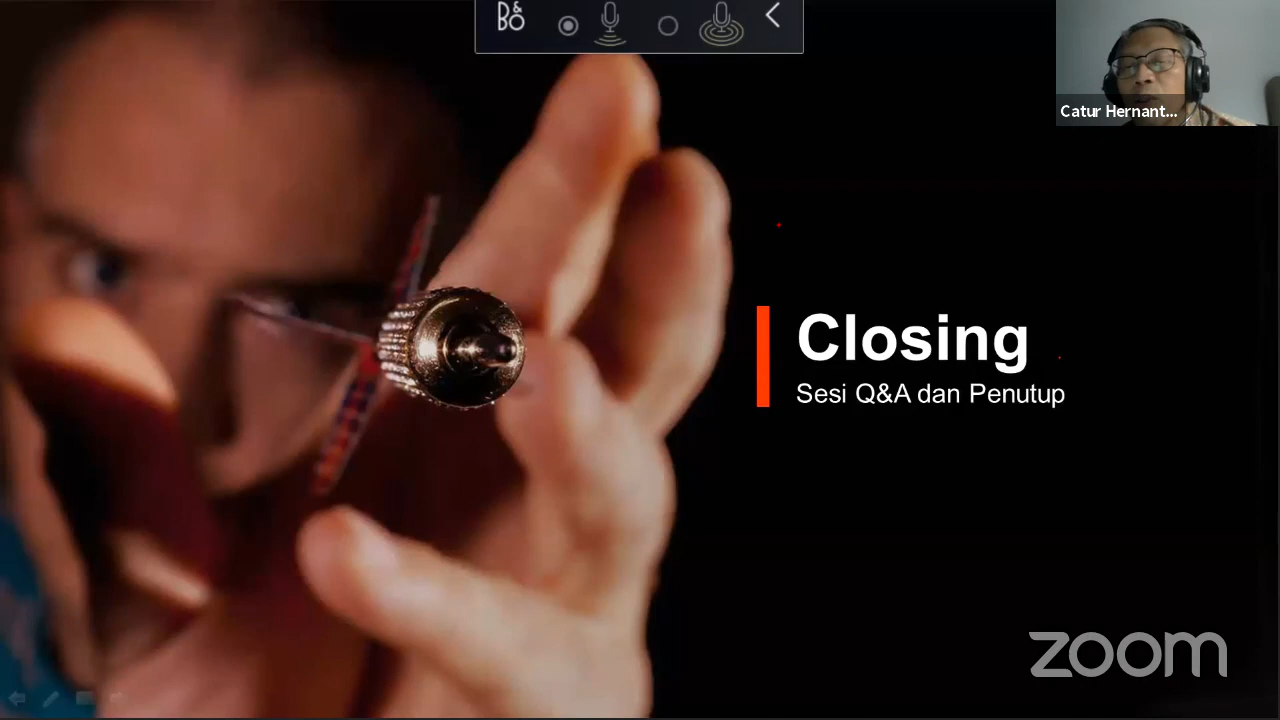 B&O
Catur Hernant...
Closing
Sesi Q&A dan Penutup
zoom